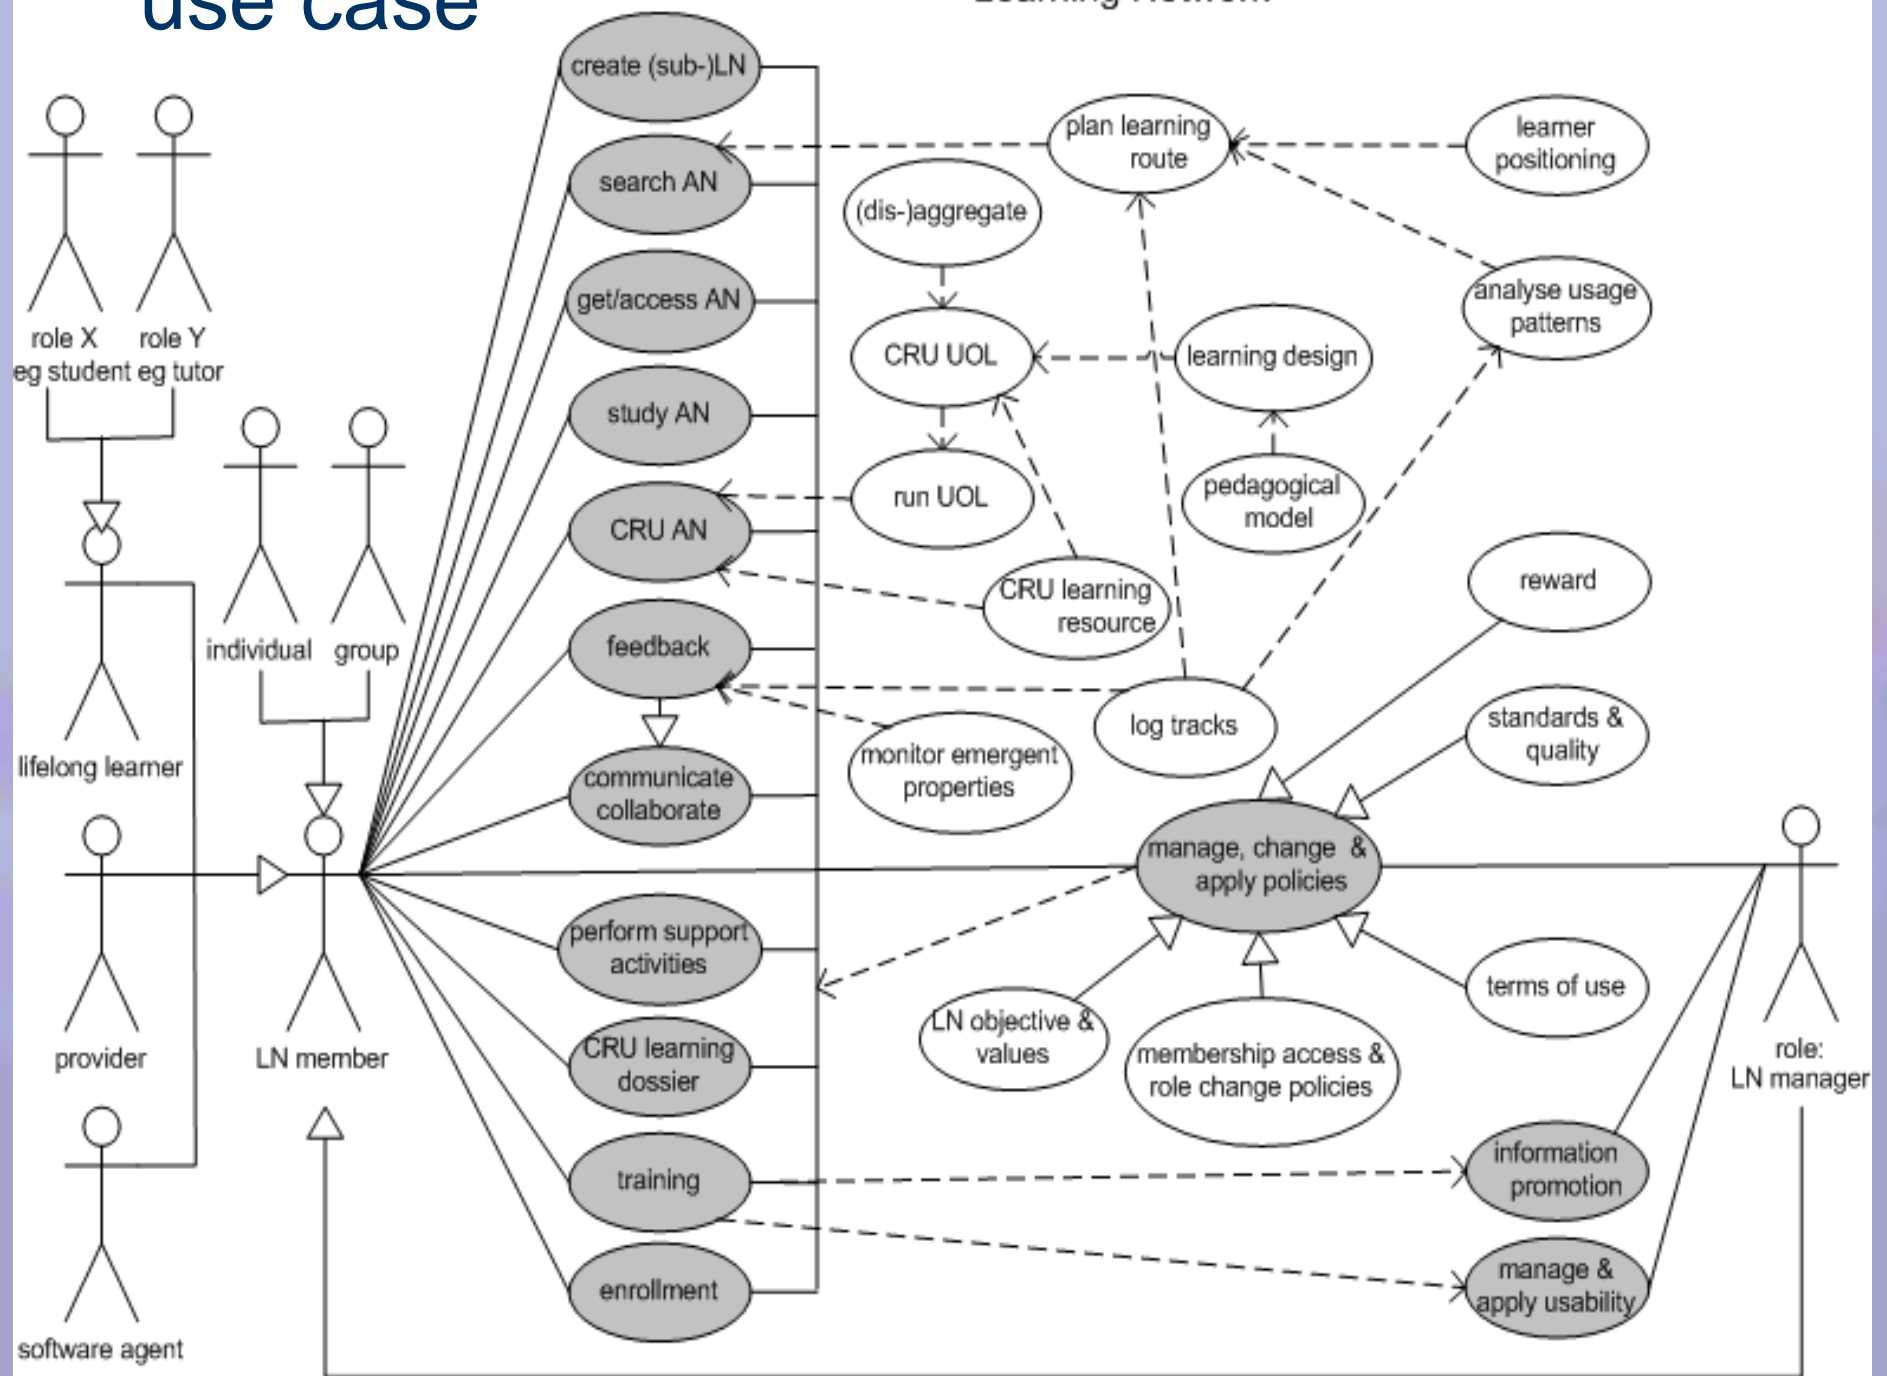 use case
Learning Network
create (sub-)LN
search AN
get/access AN
study AN
CRU AN
feedback
communicate
collaborate
perform support
activities
CRU learning
dossier
training
enrollment
role X
eg student
role Y
eg tutor
individual
group
lifelong learner
provider
LN member
software agent
plan learning
route
learner
positioning
(dis-)aggregate
analyse usage
patterns
CRU UOL
learning design
run UOL
pedagogical
model
CRU learning
resource
reward
log tracks
standards &
quality
monitor emergent
properties
manage, change &
apply policies
terms of use
LN objective &
values
membership access &
role change policies
role:
LN manager
information
promotion
manage &
apply usability